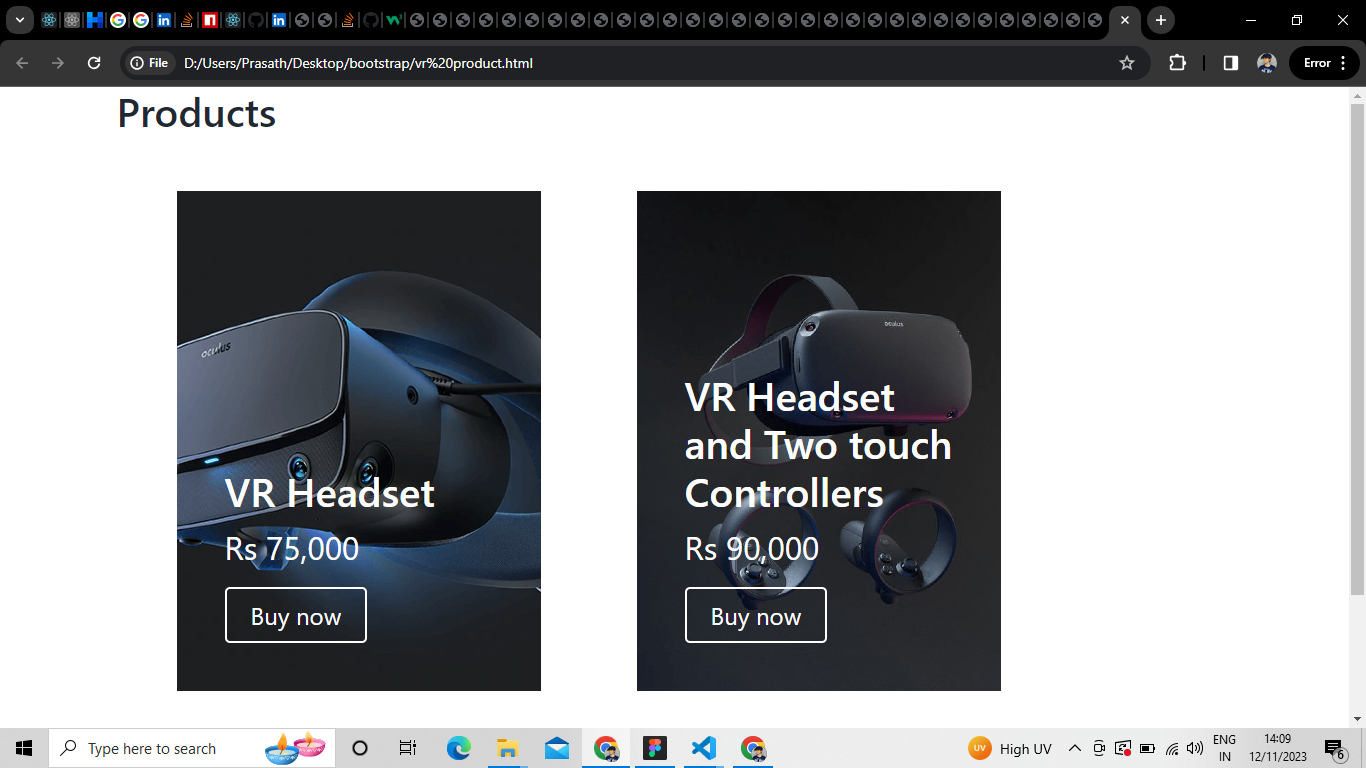 File
D:/Users/Prasath/Desktop/bootstrap/vr%20product.html
Error
Products
oculus
VR Headset
Rs 75,000
Buy now
oculus
VR Headset
and Two touch
Controllers
Rs 90,000
Buy now
Type here to search
UV
High UV
ENG
IN
14:09
12/11/2023
6